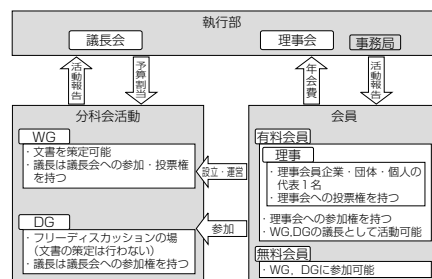 執行部
議長会
理事会
事務局
活動報告
予算割当
年会費
活動報告
分科会活動
WG
・文書を策定可能
・議長は議長会への参加・投票権
を持つ
DG
・フリーディスカッションの場
（文書の策定は行わない）
・議長は議長会への参加権を持つ
設立・運営
参加
会員
有料会員
理事
・理事会員企業・団体・個人の
代表１名
・理事会への投票権を持つ
・理事会への参加権を持つ
・WG,DGの議長として活動可能
無料会員
・WG，DGに参加可能